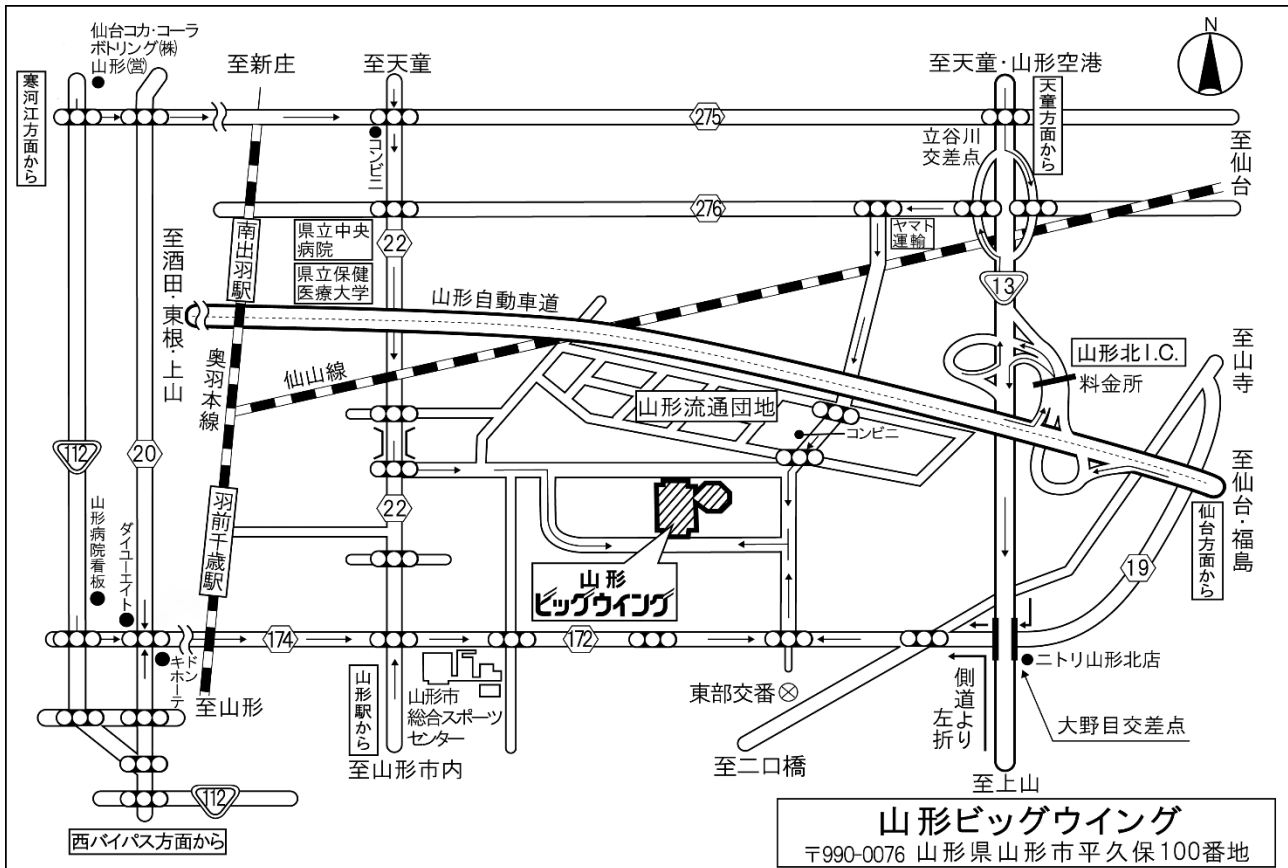 仙台コカ・コーラ
ボトリング(株)
山形(営)
寒河江方面から
至新庄
至天童
至天童・山形空港
N
天童方面から
275
立谷川
交差点
至仙台
コンビニ
276
ヤマト
運輸
県立中央
病院
県立保健
医療大学
22
南出羽駅
至酒田・東根・上山
山形自動車道
13
奥羽本線
仙山線
山形流通団地
コンビニ
山形北I.C.
料金所
至山寺
112
20
22
羽前千歳駅
至仙台・福島
仙台方面から
山形病院看板
ダイユーエイト
山形
ビッグウイング
19
174
172
ドン
キホーテ
至山形
山形駅から
山形市
総合スポーツ
センター
東部交番
側道より
左折
ニトリ山形北店
大野目交差点
至山形市内
至二口橋
至上山
112
西バイパス方面から
山形ビッグウイング
〒990-0076 山形県山形市平久保100番地